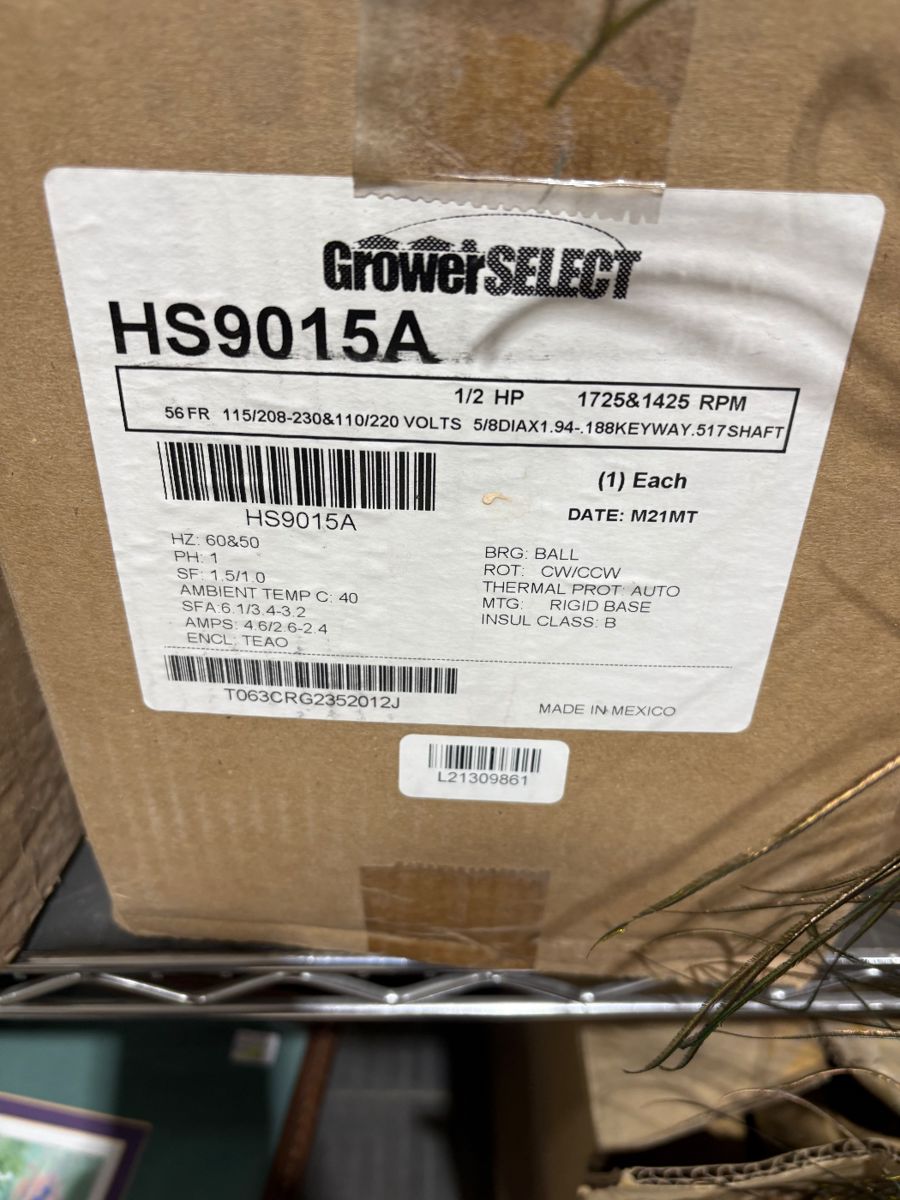 GrowerSELECT
HS9015A
1/2 HP 1725&1425 RPM
56 FR 115/208-230&110/220 VOLTS 5/8DIAX1.94-.188KEYWAY.517SHAFT
HS9015A
(1) Each
DATE: M21MT
HZ: 60&50
PH: 1
SF: 1.5/1.0
AMBIENT TEMP C: 40
SFA:6.1/3.4-3.2
AMPS: 4.6/2.6-2.4
ENCL: TEAO
BRG: BALL
ROT: CW/CCW
THERMAL PROT: AUTO
MTG: RIGID BASE
INSUL CLASS: B
T063CRG2352012J
MADE IN MEXICO
L21309861